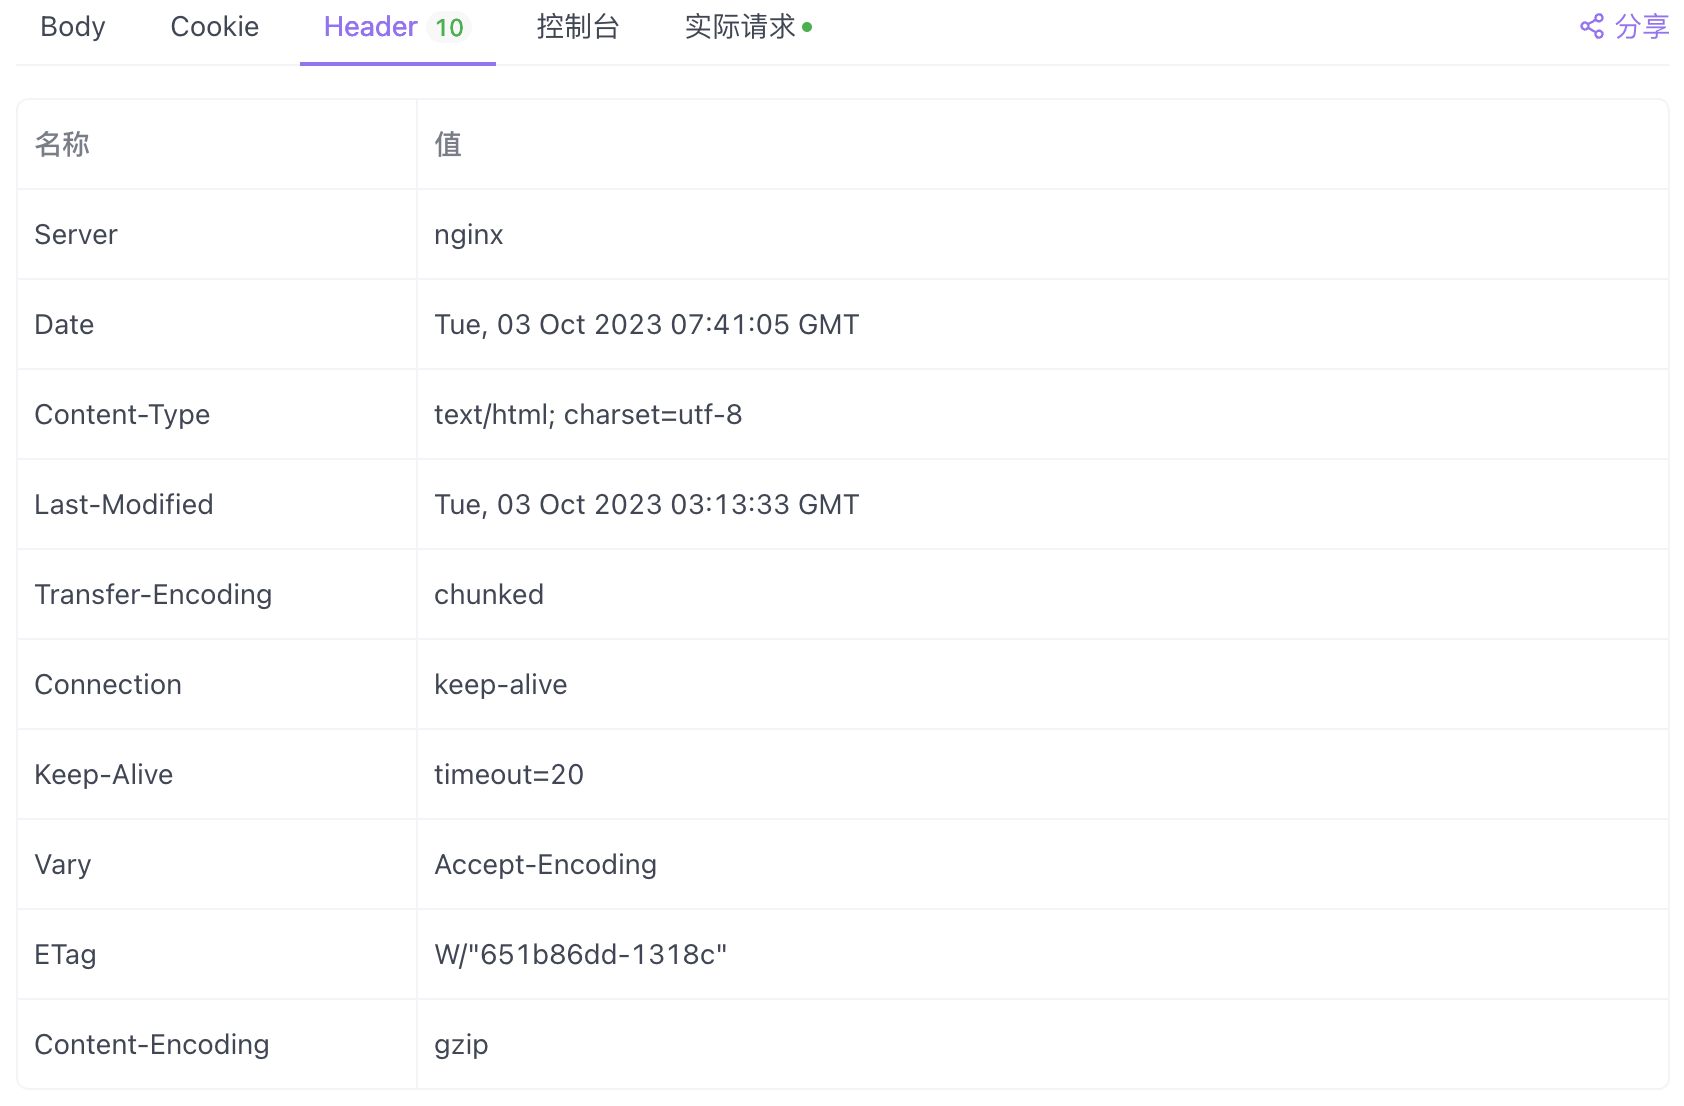 Body Cookie Header 10 控制台 实际请求 分享
名称 值
Server nginx
Date Tue, 03 Oct 2023 07:41:05 GMT
Content-Type text/html; charset=utf-8
Last-Modified Tue, 03 Oct 2023 03:13:33 GMT
Transfer-Encoding chunked
Connection keep-alive
Keep-Alive timeout=20
Vary Accept-Encoding
ETag W/"651b86dd-1318c"
Content-Encoding gzip